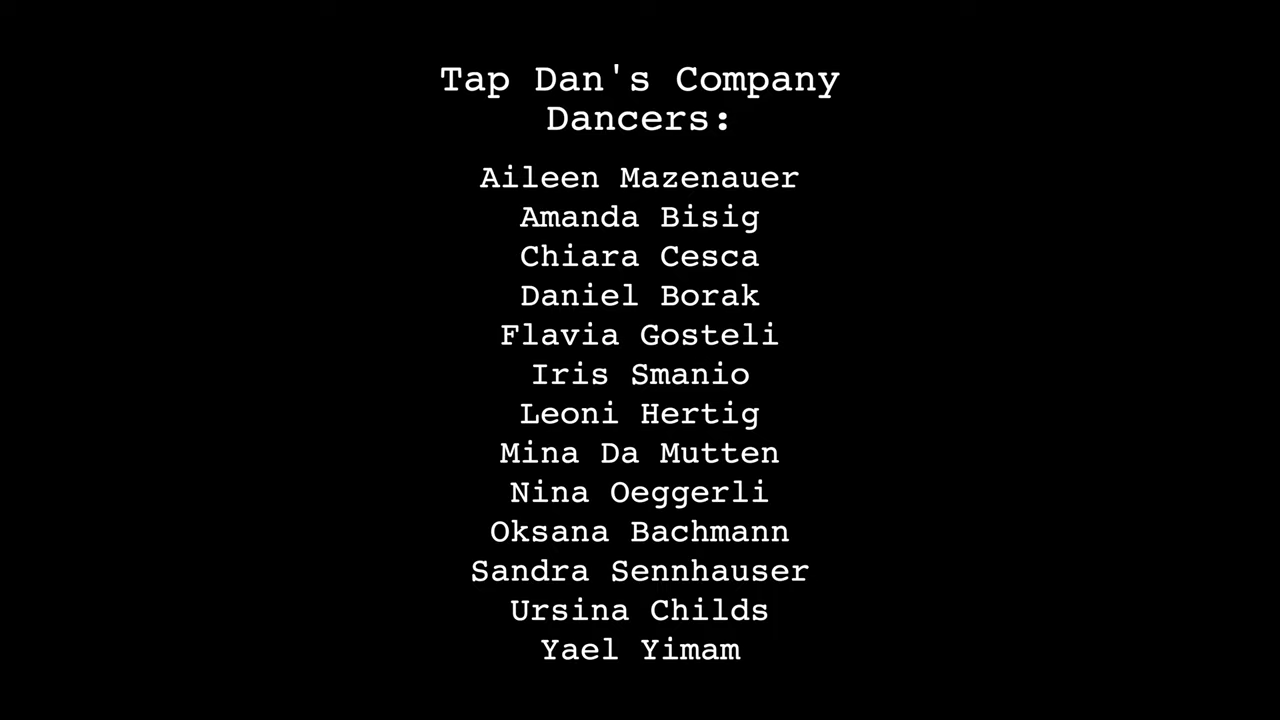 Tap Dan's Company
Dancers:
Aileen Mazenauer
Amanda Bisig
Chiara Cesca
Daniel Borak
Flavia Gosteli
Iris Smanio
Leoni Hertig
Mina Da Mutten
Nina Oeggerli
Oksana Bachmann
Sandra Sennhauser
Ursina Childs
Yael Yimam